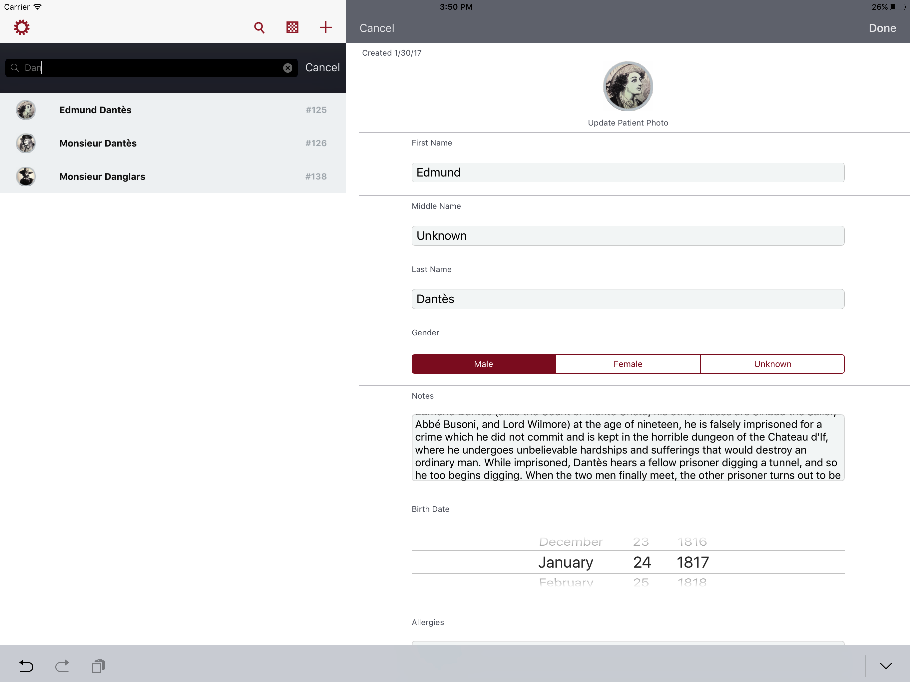 Carrier
3:50 PM
26%
Cancel
Done
Dan
Cancel
Edmund Dantès
#125
Monsieur Dantès
#126
Monsieur Danglars
#138
Created 1/30/17
Update Patient Photo
First Name
Edmund
Middle Name
Unknown
Last Name
Dantès
Gender
Male
Female
Unknown
Notes
Abbé Busoni, and Lord Wilmore) at the age of nineteen, he is falsely imprisoned for a
crime which he did not commit and is kept in the horrible dungeon of the Chateau d'If,
where he undergoes unbelievable hardships and sufferings that would destroy an
ordinary man. While imprisoned, Dantès hears a fellow prisoner digging a tunnel, and so
he too begins digging. When the two men finally meet, the other prisoner turns out to be
Birth Date
December 23 1816
January 24 1817
February 25 1818
Allergies